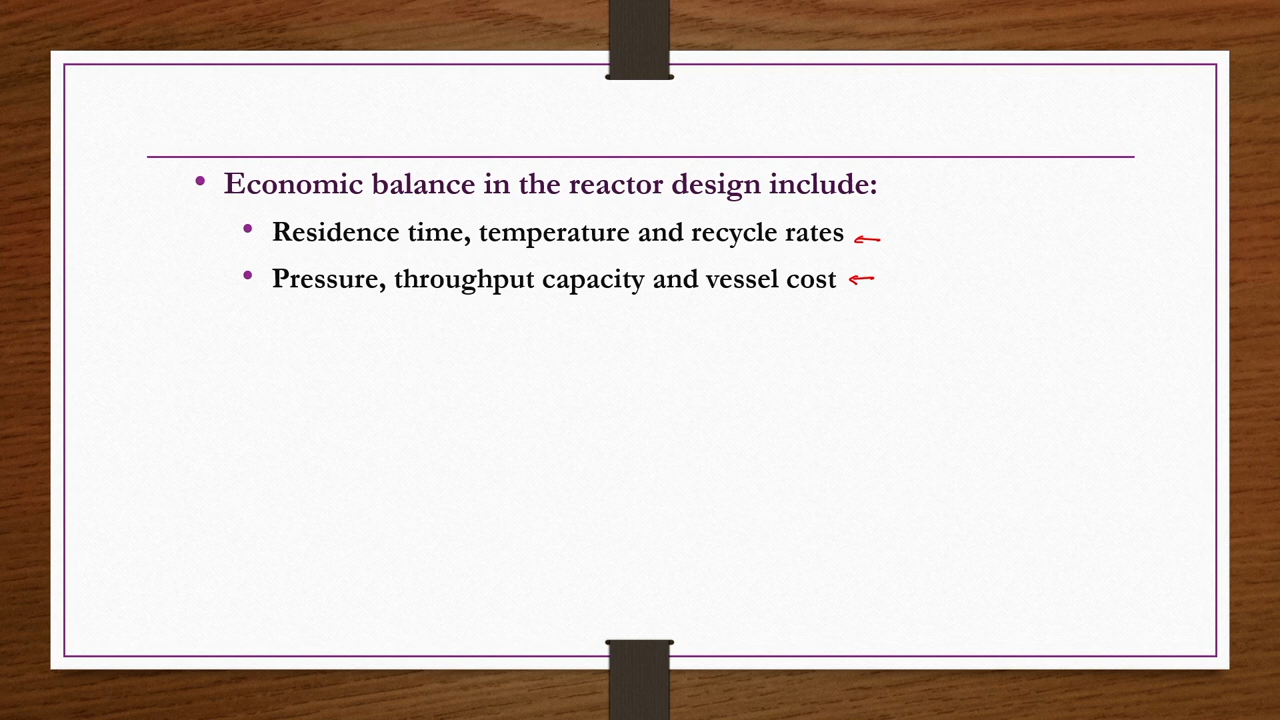 • Economic balance in the reactor design include:
• Residence time, temperature and recycle rates
• Pressure, throughput capacity and vessel cost